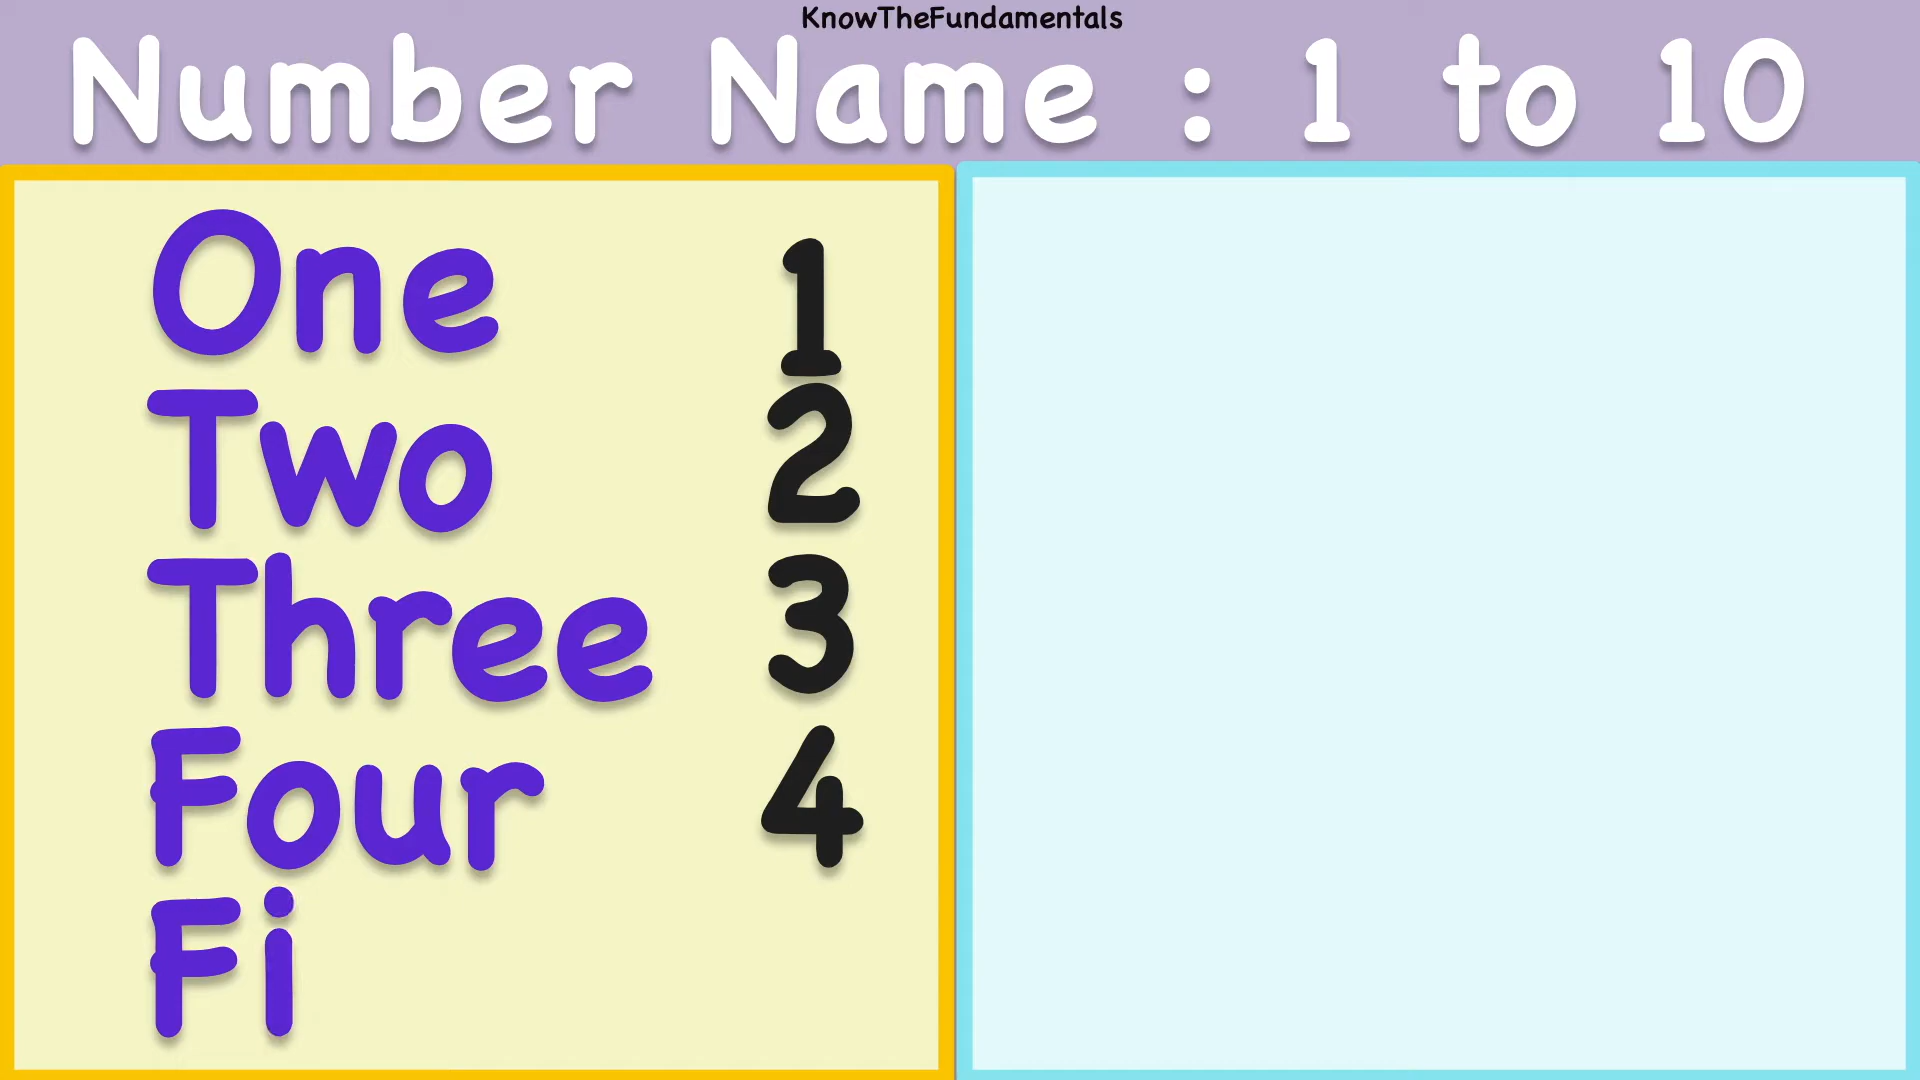 KnowTheFundamentals
Number Name : 1 to 10
One 1
Two 2
Three 3
Four 4
Fi